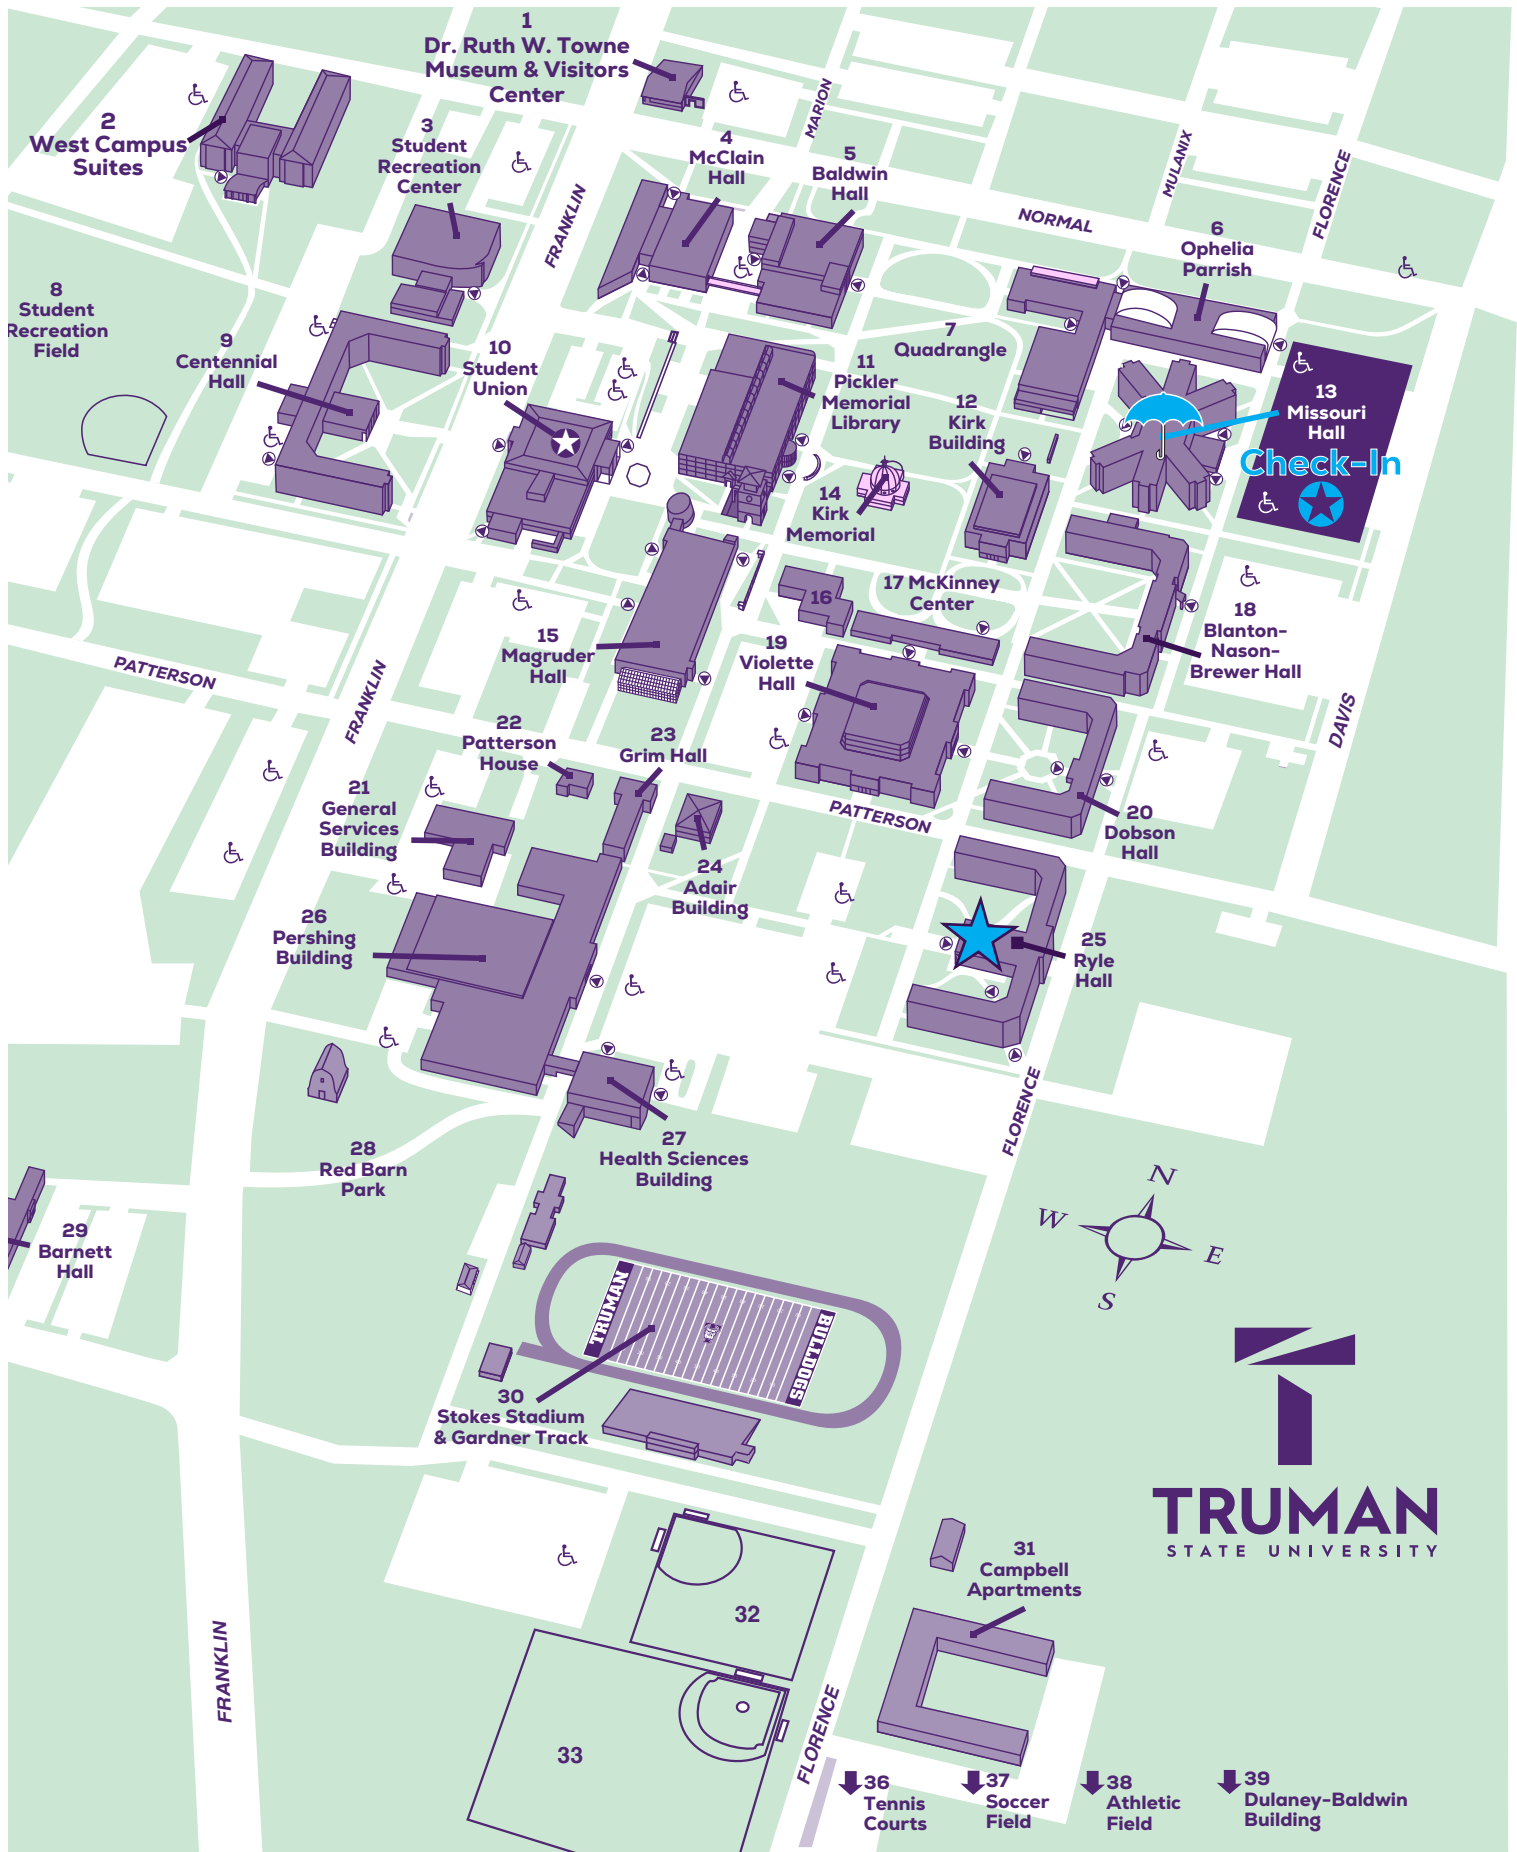 1
Dr. Ruth W. Towne
Museum & Visitors
Center
2
West Campus
Suites
3
Student
Recreation
Center
4
McClain
Hall
MARION
5
Baldwin
Hall
MULANIX
FLORENCE
FRANKLIN
NORMAL
6
Ophelia
Parrish
8
Student
Recreation
Field
9
Centennial
Hall
10
Student
Union
7
Quadrangle
11
Pickler
Memorial
Library
12
Kirk
Building
13
Missouri
Hall
Check-In
14
Kirk
Memorial
15
Magruder
Hall
16
17 McKinney
Center
18
Blanton-
Nason-
Brewer Hall
19
Violette
Hall
PATTERSON
FRANKLIN
DAVIS
22
Patterson
House
23
Grim Hall
21
General
Services
Building
PATTERSON
20
Dobson
Hall
24
Adair
Building
26
Pershing
Building
25
Ryle
Hall
FLORENCE
27
Health Sciences
Building
28
Red Barn
Park
29
Barnett
Hall
N
W
E
S
TRUMAN
BULLDOGS
30
Stokes Stadium
& Gardner Track
TRUMAN
STATE UNIVERSITY
31
Campbell
Apartments
32
33
FRANKLIN
FLORENCE
36
Tennis
Courts
37
Soccer
Field
38
Athletic
Field
39
Dulaney-Baldwin
Building